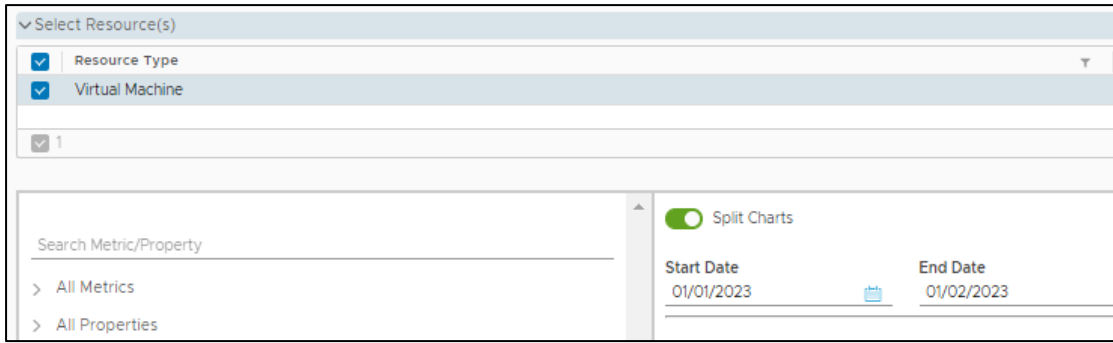 Select Resource(s)
Resource Type
Virtual Machine
1
Search Metric/Property
All Metrics
All Properties
Split Charts
Start Date End Date
01/01/2023 01/02/2023